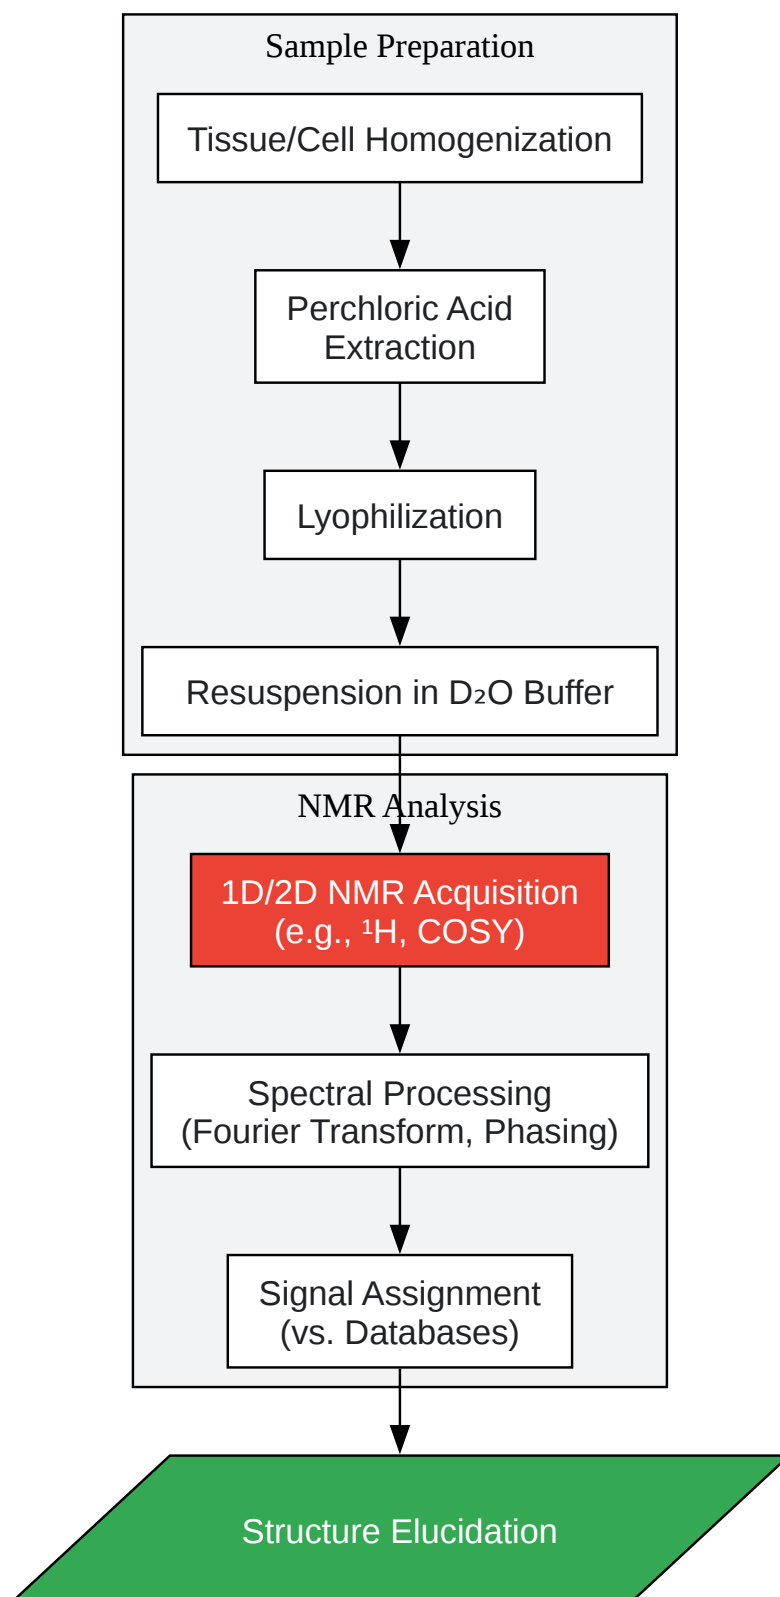 Sample Preparation
Tissue/Cell Homogenization
Perchloric Acid
Extraction
Lyophilization
Resuspension in D₂O Buffer
NMR Analysis
1D/2D NMR Acquisition
(e.g., ¹H, COSY)
Spectral Processing
(Fourier Transform, Phasing)
Signal Assignment
(vs. Databases)
Structure Elucidation